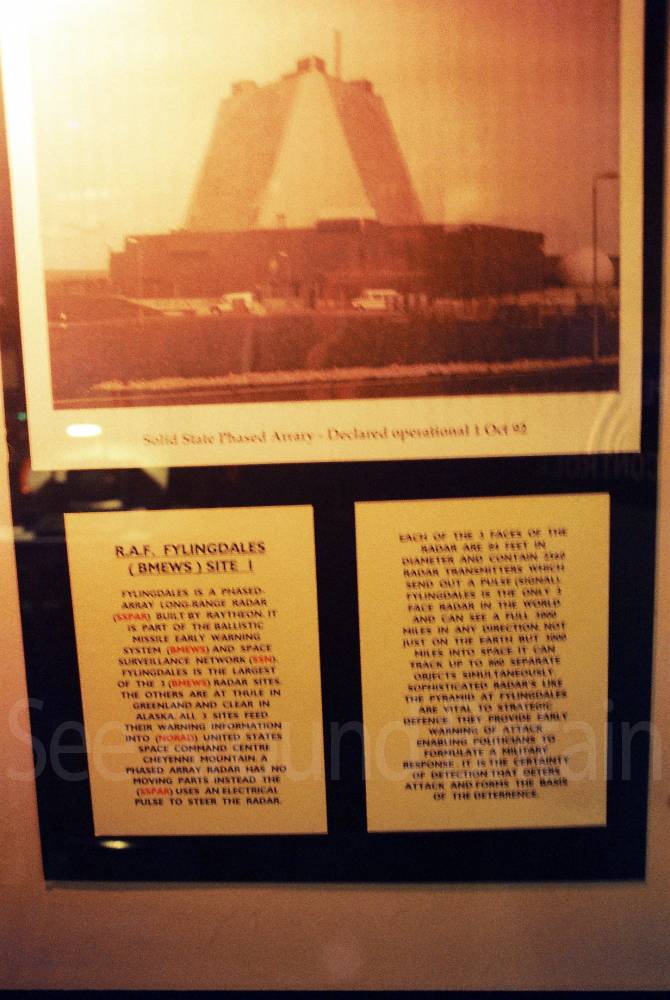 Solid State Phased Arrary - Declared operational 1 Oct 92
R.A.F. FYLINGDALES
( BMEWS ) SITE 1
FYLINGDALES IS A PHASED-
ARRAY LONG-RANGE RADAR
(SSPAR) BUILT BY RAYTHEON. IT
IS PART OF THE BALLISTIC
MISSILE EARLY WARNING
SYSTEM (BMEWS) AND SPACE
SURVEILLANCE NETWORK (SSN).
FYLINGDALES IS THE LARGEST
OF THE 3 (BMEWS) RADAR SITES.
THE OTHERS ARE AT THULE IN
GREENLAND AND CLEAR IN
ALASKA. ALL 3 SITES FEED
THEIR WARNING INFORMATION
INTO (NORAD) UNITED STATES
SPACE COMMAND CENTRE
CHEYENNE MOUNTAIN. A
PHASED ARRAY RADAR HAS NO
MOVING PARTS INSTEAD THE
(SSPAR) USES AN ELECTRICAL
PULSE TO STEER THE RADAR.
EACH OF THE 3 FACES OF THE
RADAR ARE 84 FEET IN
DIAMETER AND CONTAIN
RADAR TRANSMITTERS WHICH
SEND OUT A PULSE (SIGNAL).
FYLINGDALES IS THE ONLY 3
FACE RADAR IN THE WORLD
AND CAN SEE A FULL 3000
MILES IN ANY DIRECTION NOT
JUST ON THE EARTH BUT 3000
MILES INTO SPACE. IT CAN
TRACK UP TO 800 SEPARATE
OBJECTS SIMULTANEOUSLY.
SOPHISTICATED RADAR'S LIKE
THE PYRAMID AT FYLINGDALES
ARE VITAL TO STRATEGIC
DEFENCE. THEY PROVIDE EARLY
WARNING OF ATTACK
ENABLING POLITICIANS TO
FORMULATE A MILITARY
RESPONSE. IT IS THE CERTAINTY
OF DETECTION THAT DETERS
ATTACK AND FORMS THE BASIS
OF THE DETERRENCE.